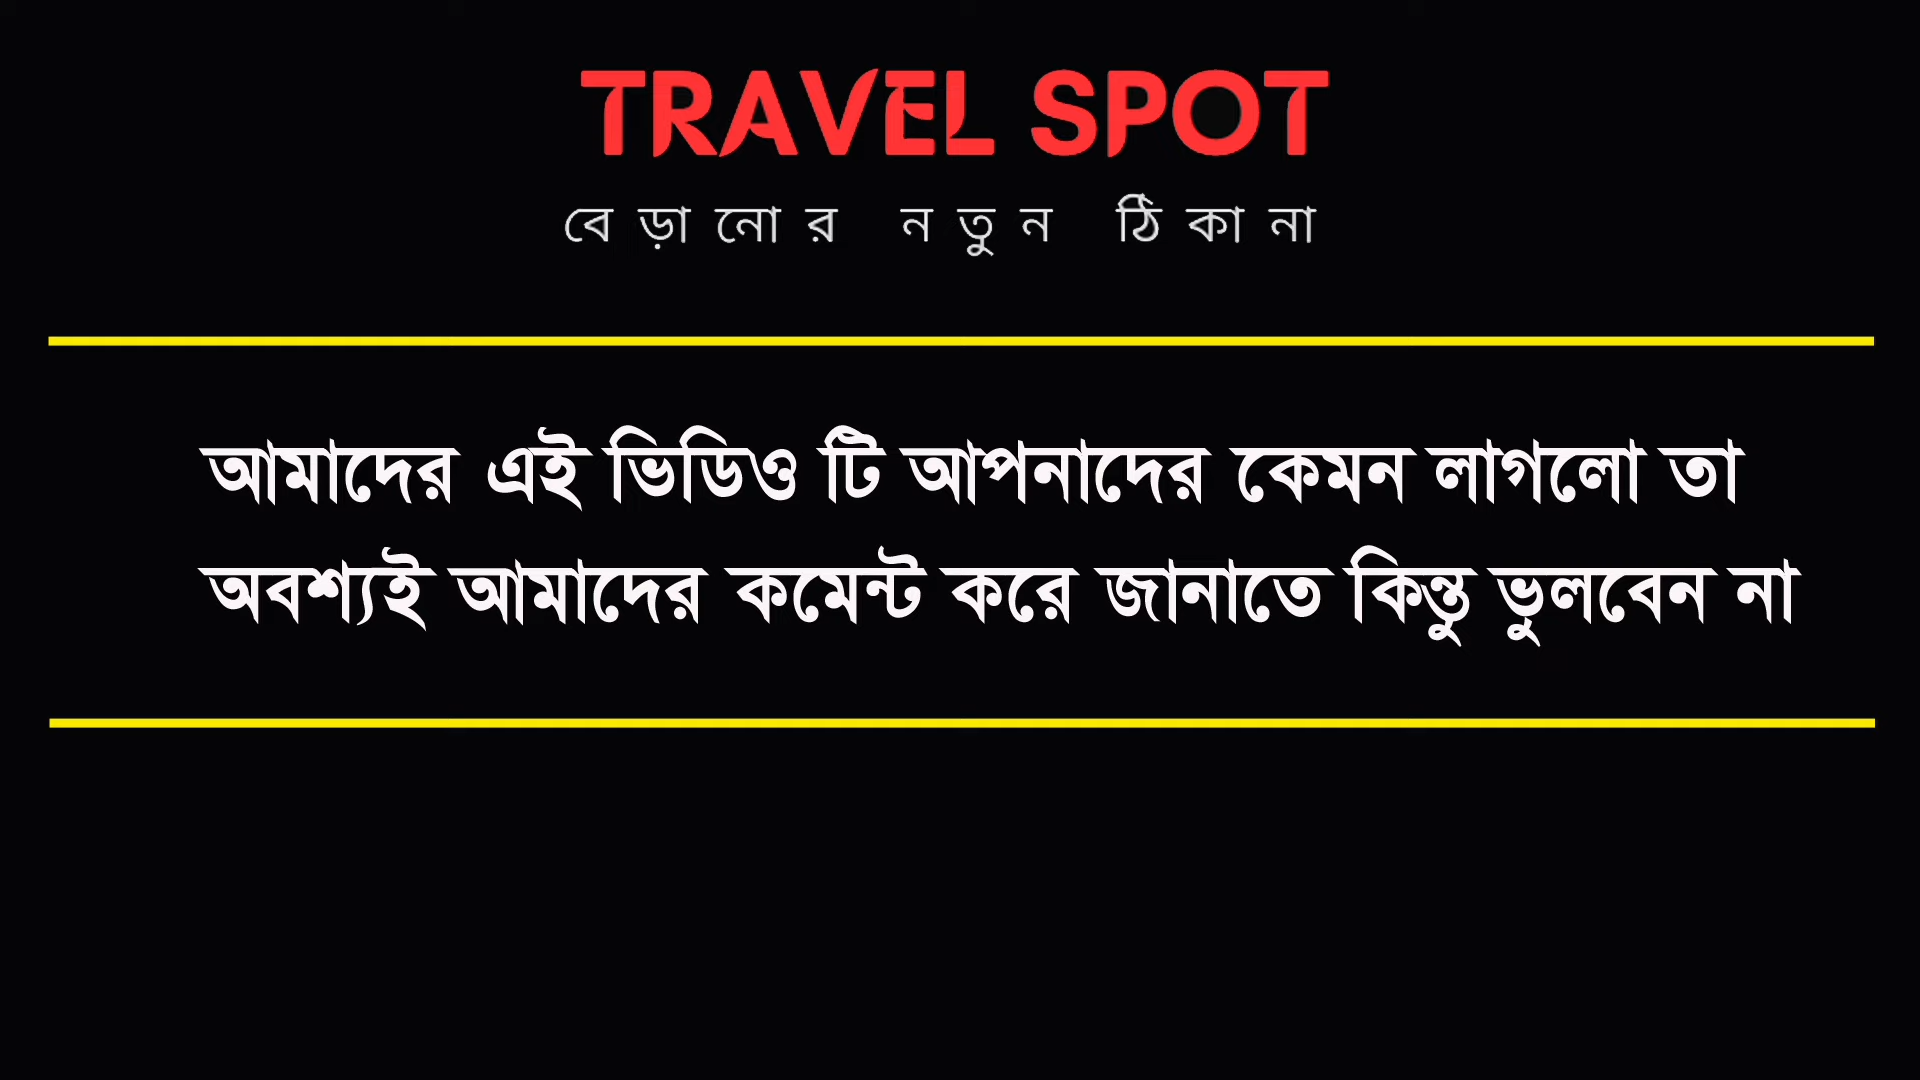 TRAVEL SPOT
বেড়ানোর নতুন ঠিকানা
আমাদের এই ভিডিও টি আপনাদের কেমন লাগলো তা
অবশ্যই আমাদের কমেন্ট করে জানাতে কিন্তু ভুলবেন না